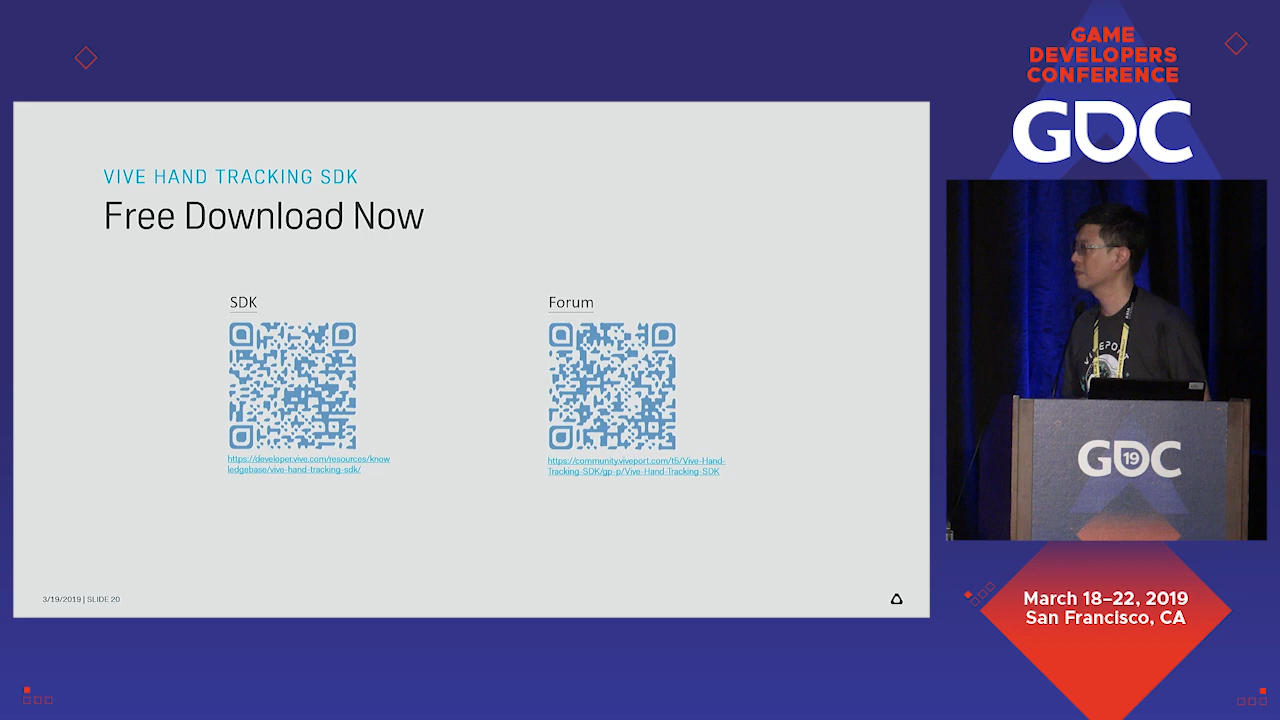 GAME
DEVELOPERS
CONFERENCE
GDC
VIVE HAND TRACKING SDK
Free Download Now
SDK
Forum
https://developer.vive.com/resources/know
ledgebase/vive-hand-tracking-sdk/
https://community.viveport.com/t5/Vive-Hand-
Tracking-SDK/gp-p/Vive-Hand-Tracking-SDK
3/19/2019 | SLIDE 20
VIVEPORT
GDC
19
March 18–22, 2019
San Francisco, CA